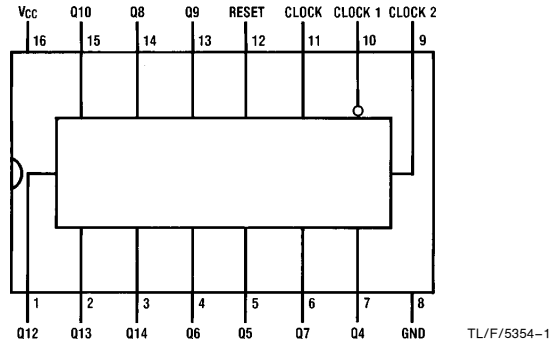 VCC Q10 Q8 Q9 RESET CLOCK CLOCK 1 CLOCK 2
16 15 14 13 12 11 10 9
1 2 3 4 5 6 7 8
Q12 Q13 Q14 Q6 Q5 Q7 Q4 GND
TL/F/5354-1